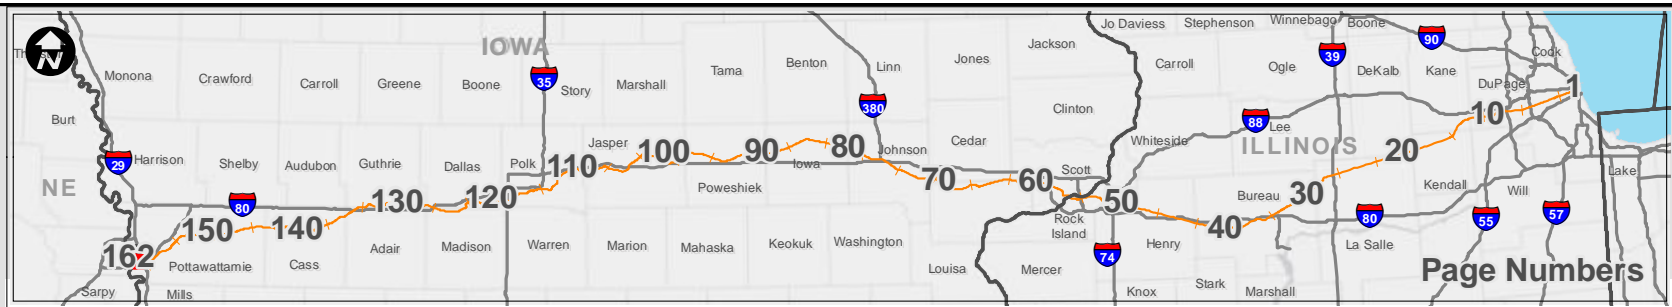 Jo Daviess Stephenson Winnebago Boone
IOWA
N
Jackson
39
90
Cook
Monona Crawford Carroll Greene Boone 35 Story Marshall Tama Benton Linn Jones
Carroll Ogle DeKalb Kane DuPage 1
380
Clinton
10
Burt
88 Lee
29 Harrison Shelby Audubon Guthrie Dallas Polk 110 Jasper 100 90 Iowa 80 Johnson Cedar
Whiteside ILLINOIS 20
NE
80 130 120 Poweshiek 70 60 Scott 50
Bureau 30 Kendall Will Lake
150 140
Rock
Island
40 80 55 57
162 Pottawattamie Cass Adair Madison Warren Marion Mahaska Keokuk Washington
Henry La Salle
74
Louisa Mercer
Page Numbers
Sarpy Mills
Knox Stark Marshall